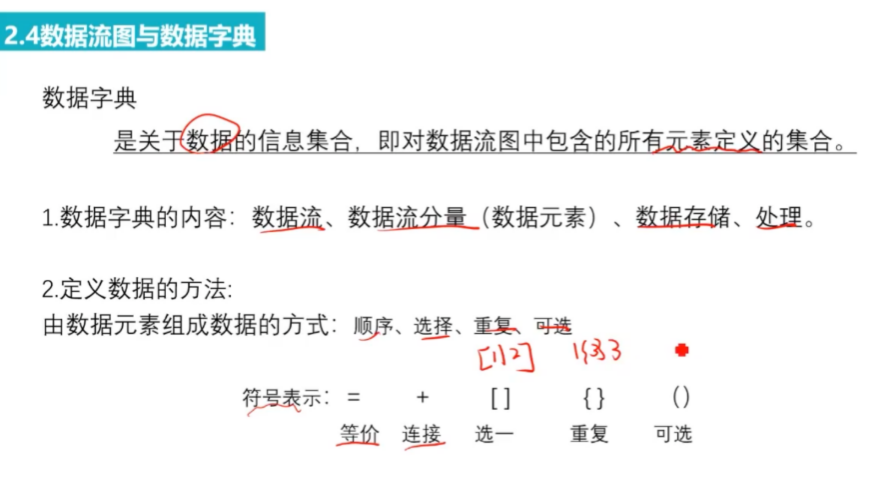 2.4数据流图与数据字典
数据字典
是关于数据的信息集合，即对数据流图中包含的所有元素定义的集合。
1.数据字典的内容：数据流、数据流分量（数据元素）、数据存储、处理。
2.定义数据的方法:
由数据元素组成数据的方式：顺序、选择、重复、可选
[1|2]
符号表示： = + [ ] { } ( )
等价 连接 选一 重复 可选